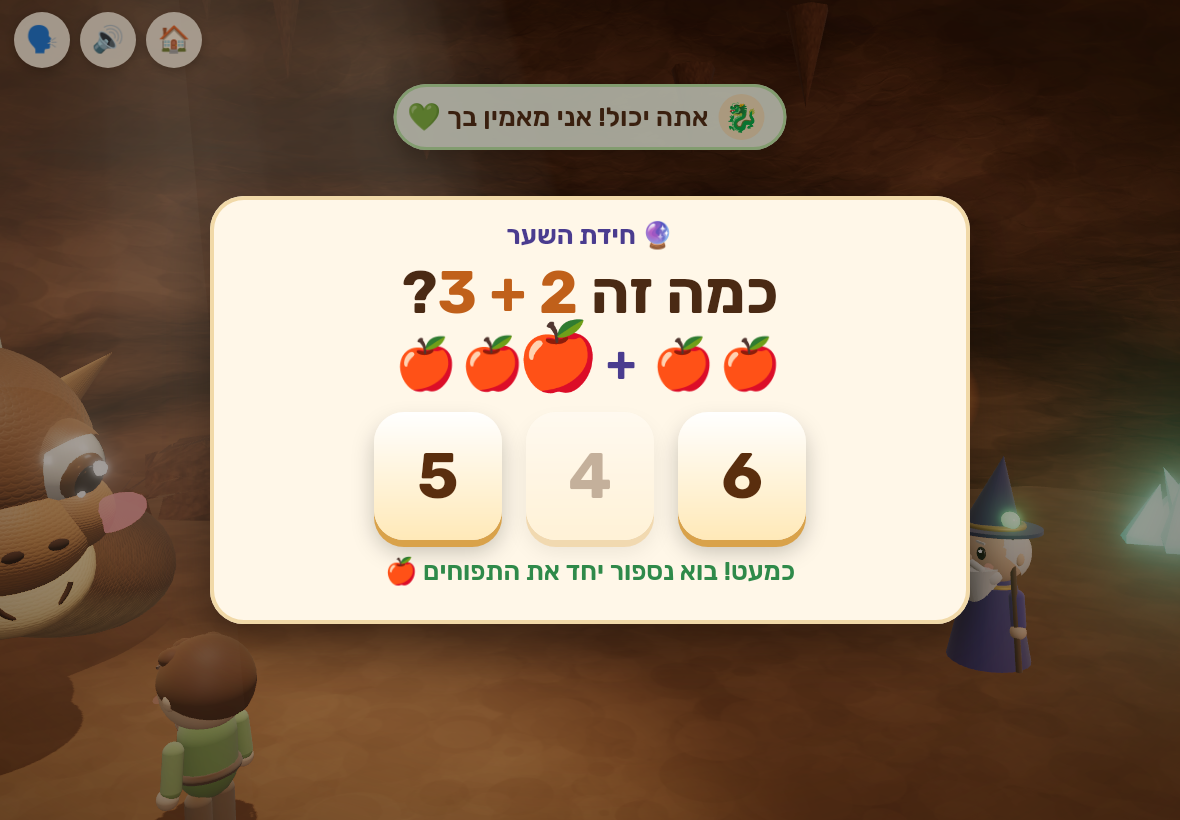 אתה יכול! אני מאמין בך
חידת השער
כמה זה 2 + 3?
+
6 4 5
כמעט! בוא נספור יחד את התפוחים